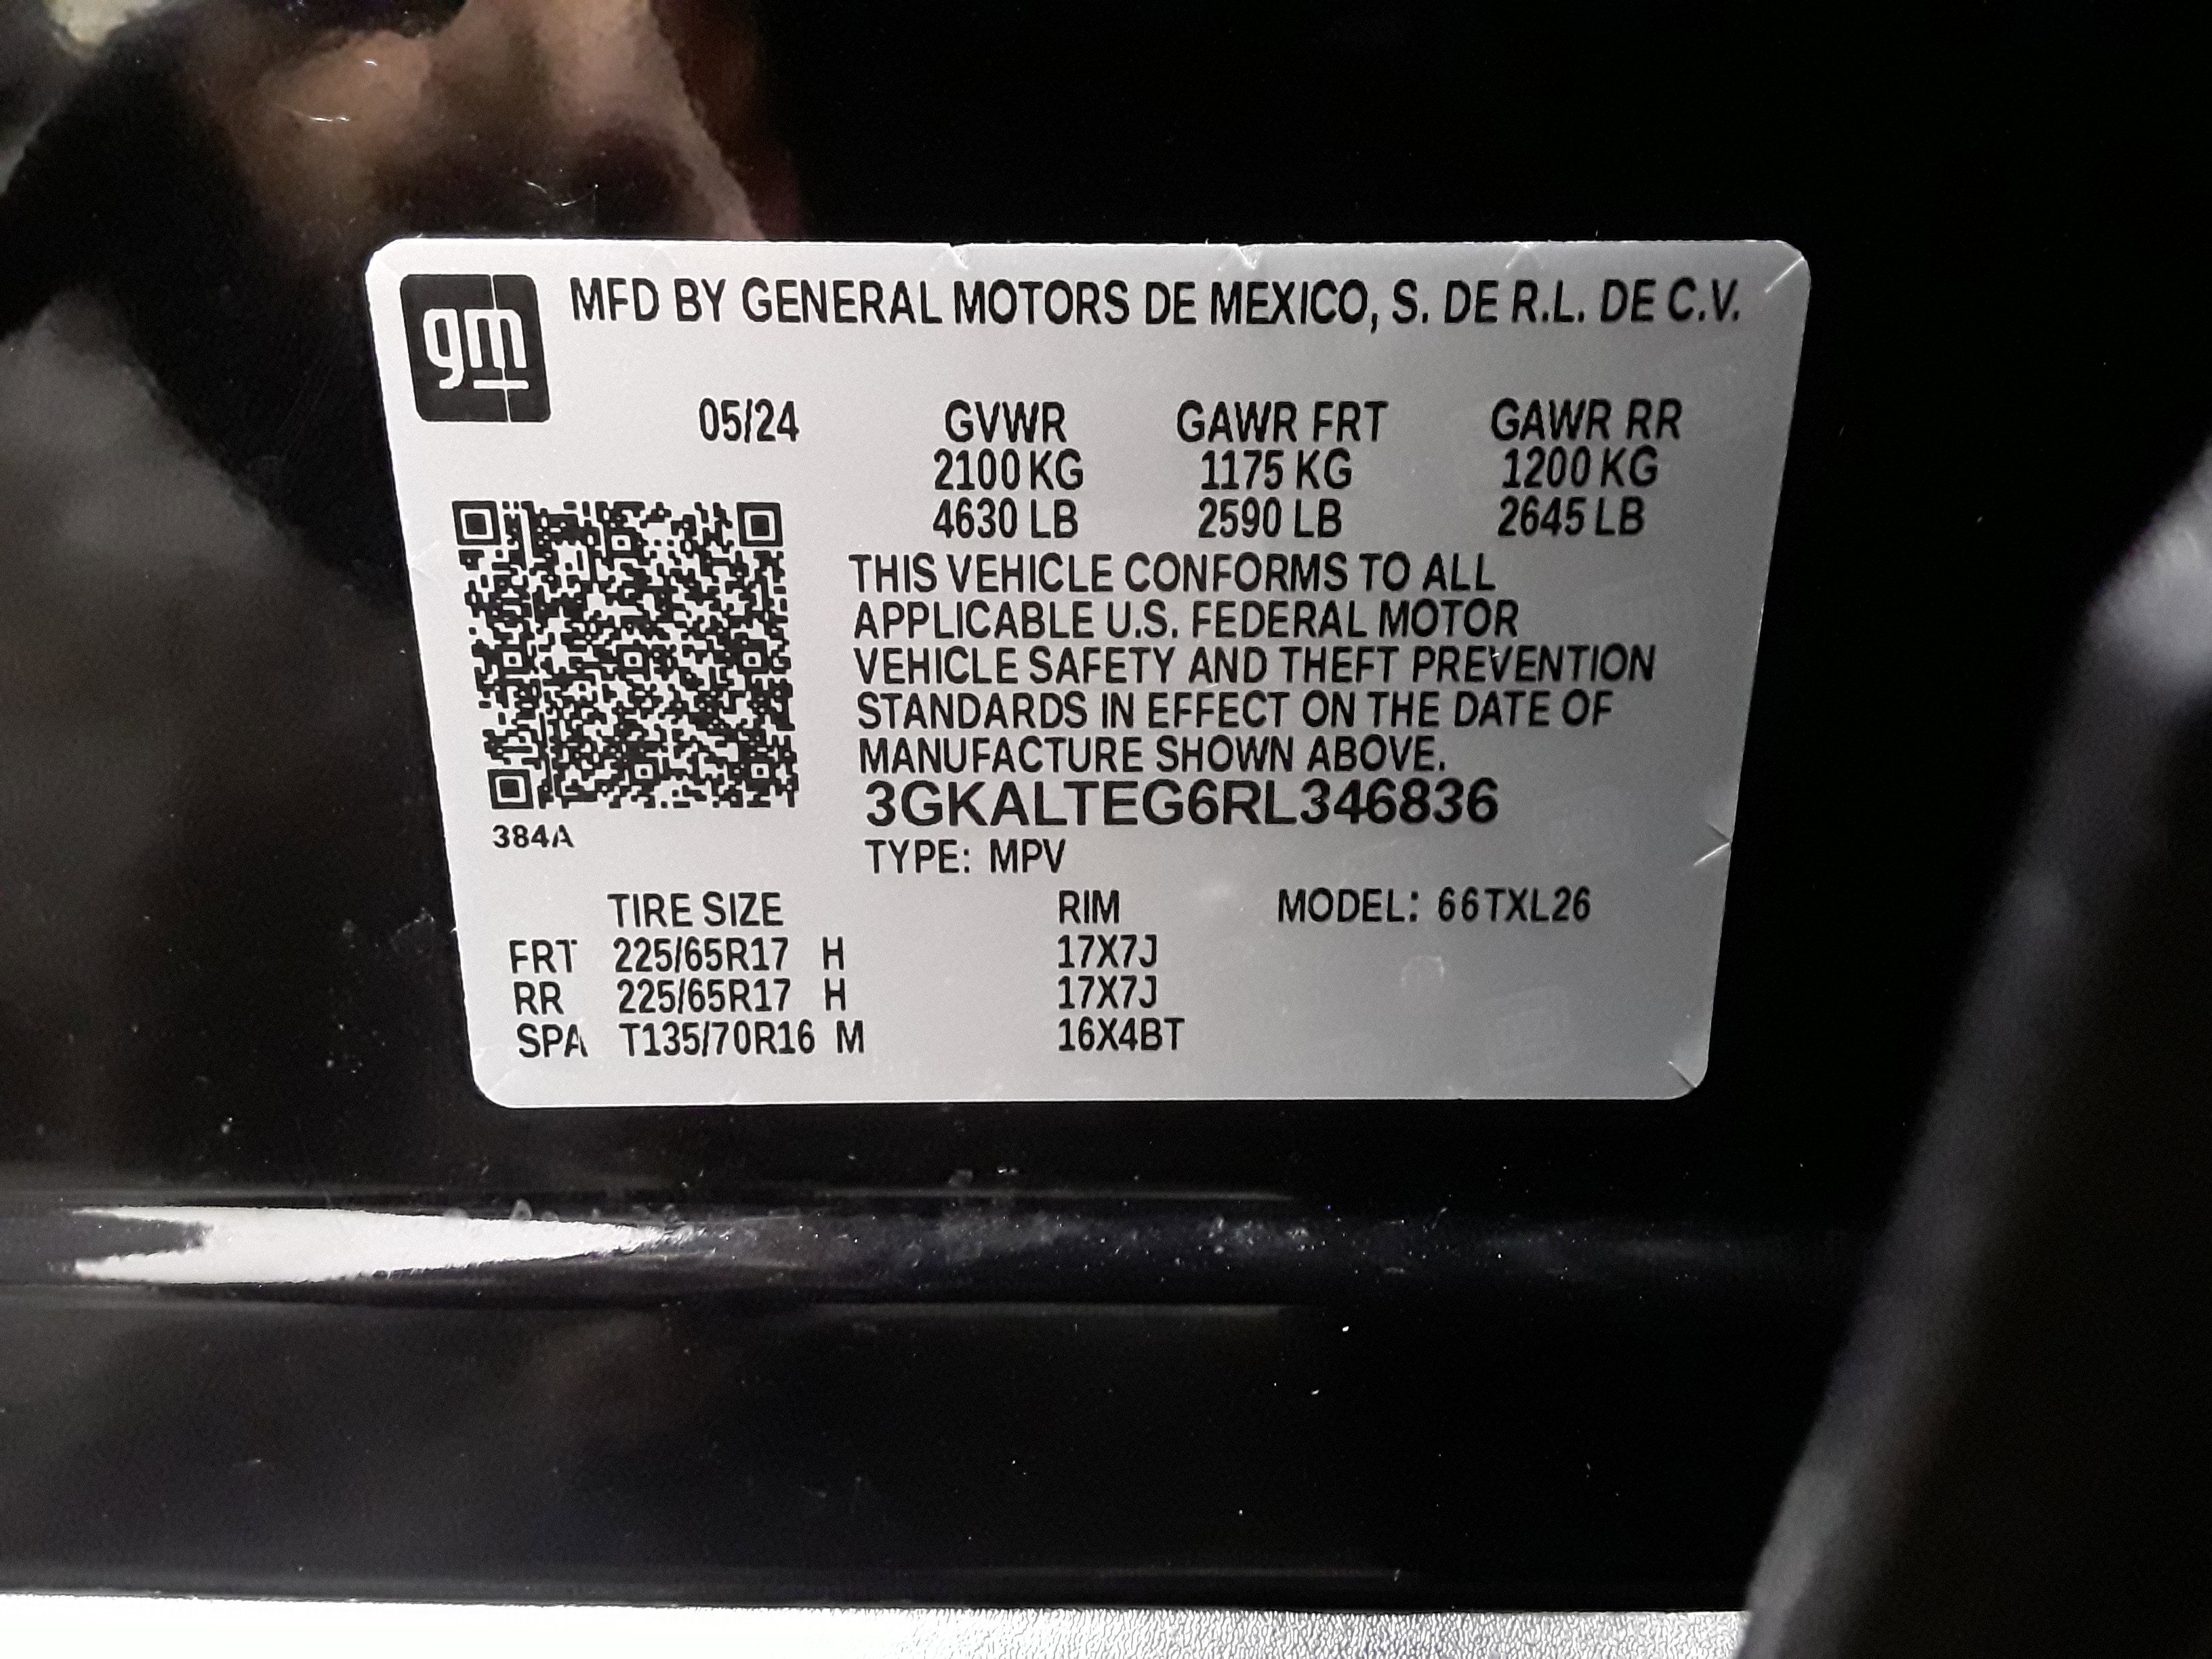 gm MFD BY GENERAL MOTORS DE MEXICO, S. DE R.L. DE C.V.
05/24 GVWR GAWR FRT GAWR RR
2100 KG 1175 KG 1200 KG
4630 LB 2590 LB 2645 LB
THIS VEHICLE CONFORMS TO ALL
APPLICABLE U.S. FEDERAL MOTOR
VEHICLE SAFETY AND THEFT PREVENTION
STANDARDS IN EFFECT ON THE DATE OF
MANUFACTURE SHOWN ABOVE.
3GKALTEG6RL346836
384A
TYPE: MPV
TIRE SIZE RIM MODEL: 66TXL26
FRT 225/65R17 H 17X7J
RR 225/65R17 H 17X7J
SPA T135/70R16 M 16X4BT